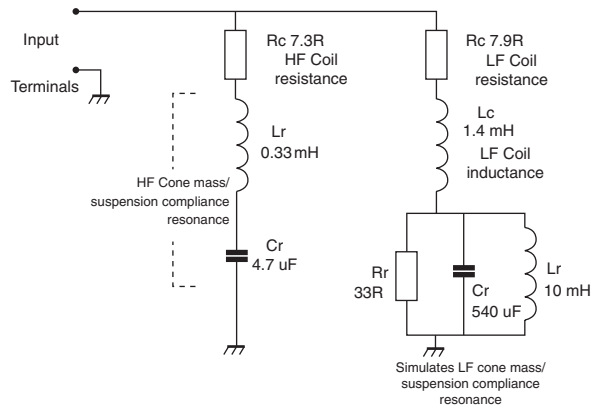 Input
Terminals
Rc 7.3R
HF Coil
resistance
Lr
0.33 mH
HF Cone mass/
suspension compliance
resonance
Cr
4.7 uF
Rc 7.9R
LF Coil
resistance
Lc
1.4 mH
LF Coil
inductance
Rr
33R
Cr
540 uF
Lr
10 mH
Simulates LF cone mass/
suspension compliance
resonance